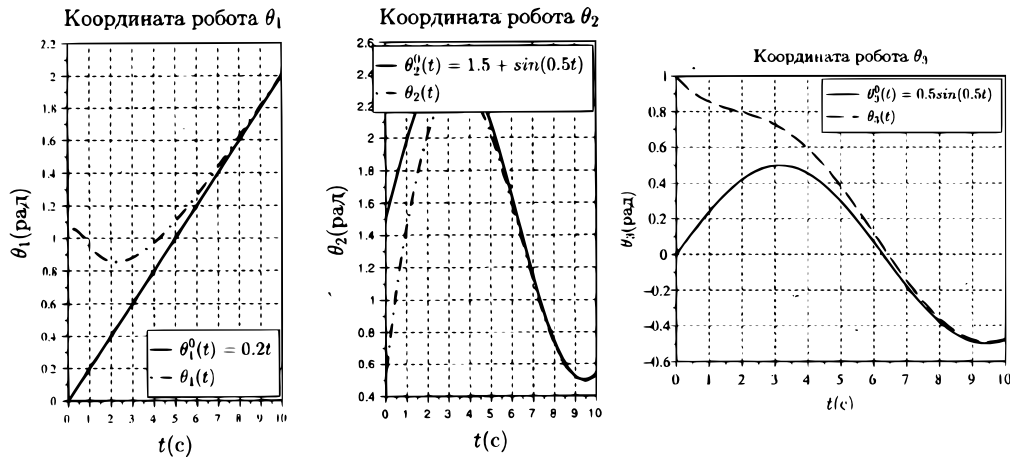 Координата робота θ₁
2.2
2
1.8
1.6
1.4
1.2
1
0.8
0.6
0.4
0.2
0
θ₁(рад)
θ₁⁰(t) = 0.2t
θ₁(t)
0 1 2 3 4 5 6 7 8 9 10
t(с)
Координата робота θ₂
2.6
2.4
2.2
2
1.8
1.6
1.4
1.2
1
0.8
0.6
0.4
θ₂(рад)
θ₂⁰(t) = 1.5 + sin(0.5t)
θ₂(t)
0 1 2 3 4 5 6 7 8 9 10
t(с)
Координата робота θ₃
1
0.8
0.6
0.4
0.2
0
−0.2
−0.4
−0.6
θ₃(рад)
θ₃⁰(t) = 0.5sin(0.5t)
θ₃(t)
0 1 2 3 4 5 6 7 8 9 10
t(с)